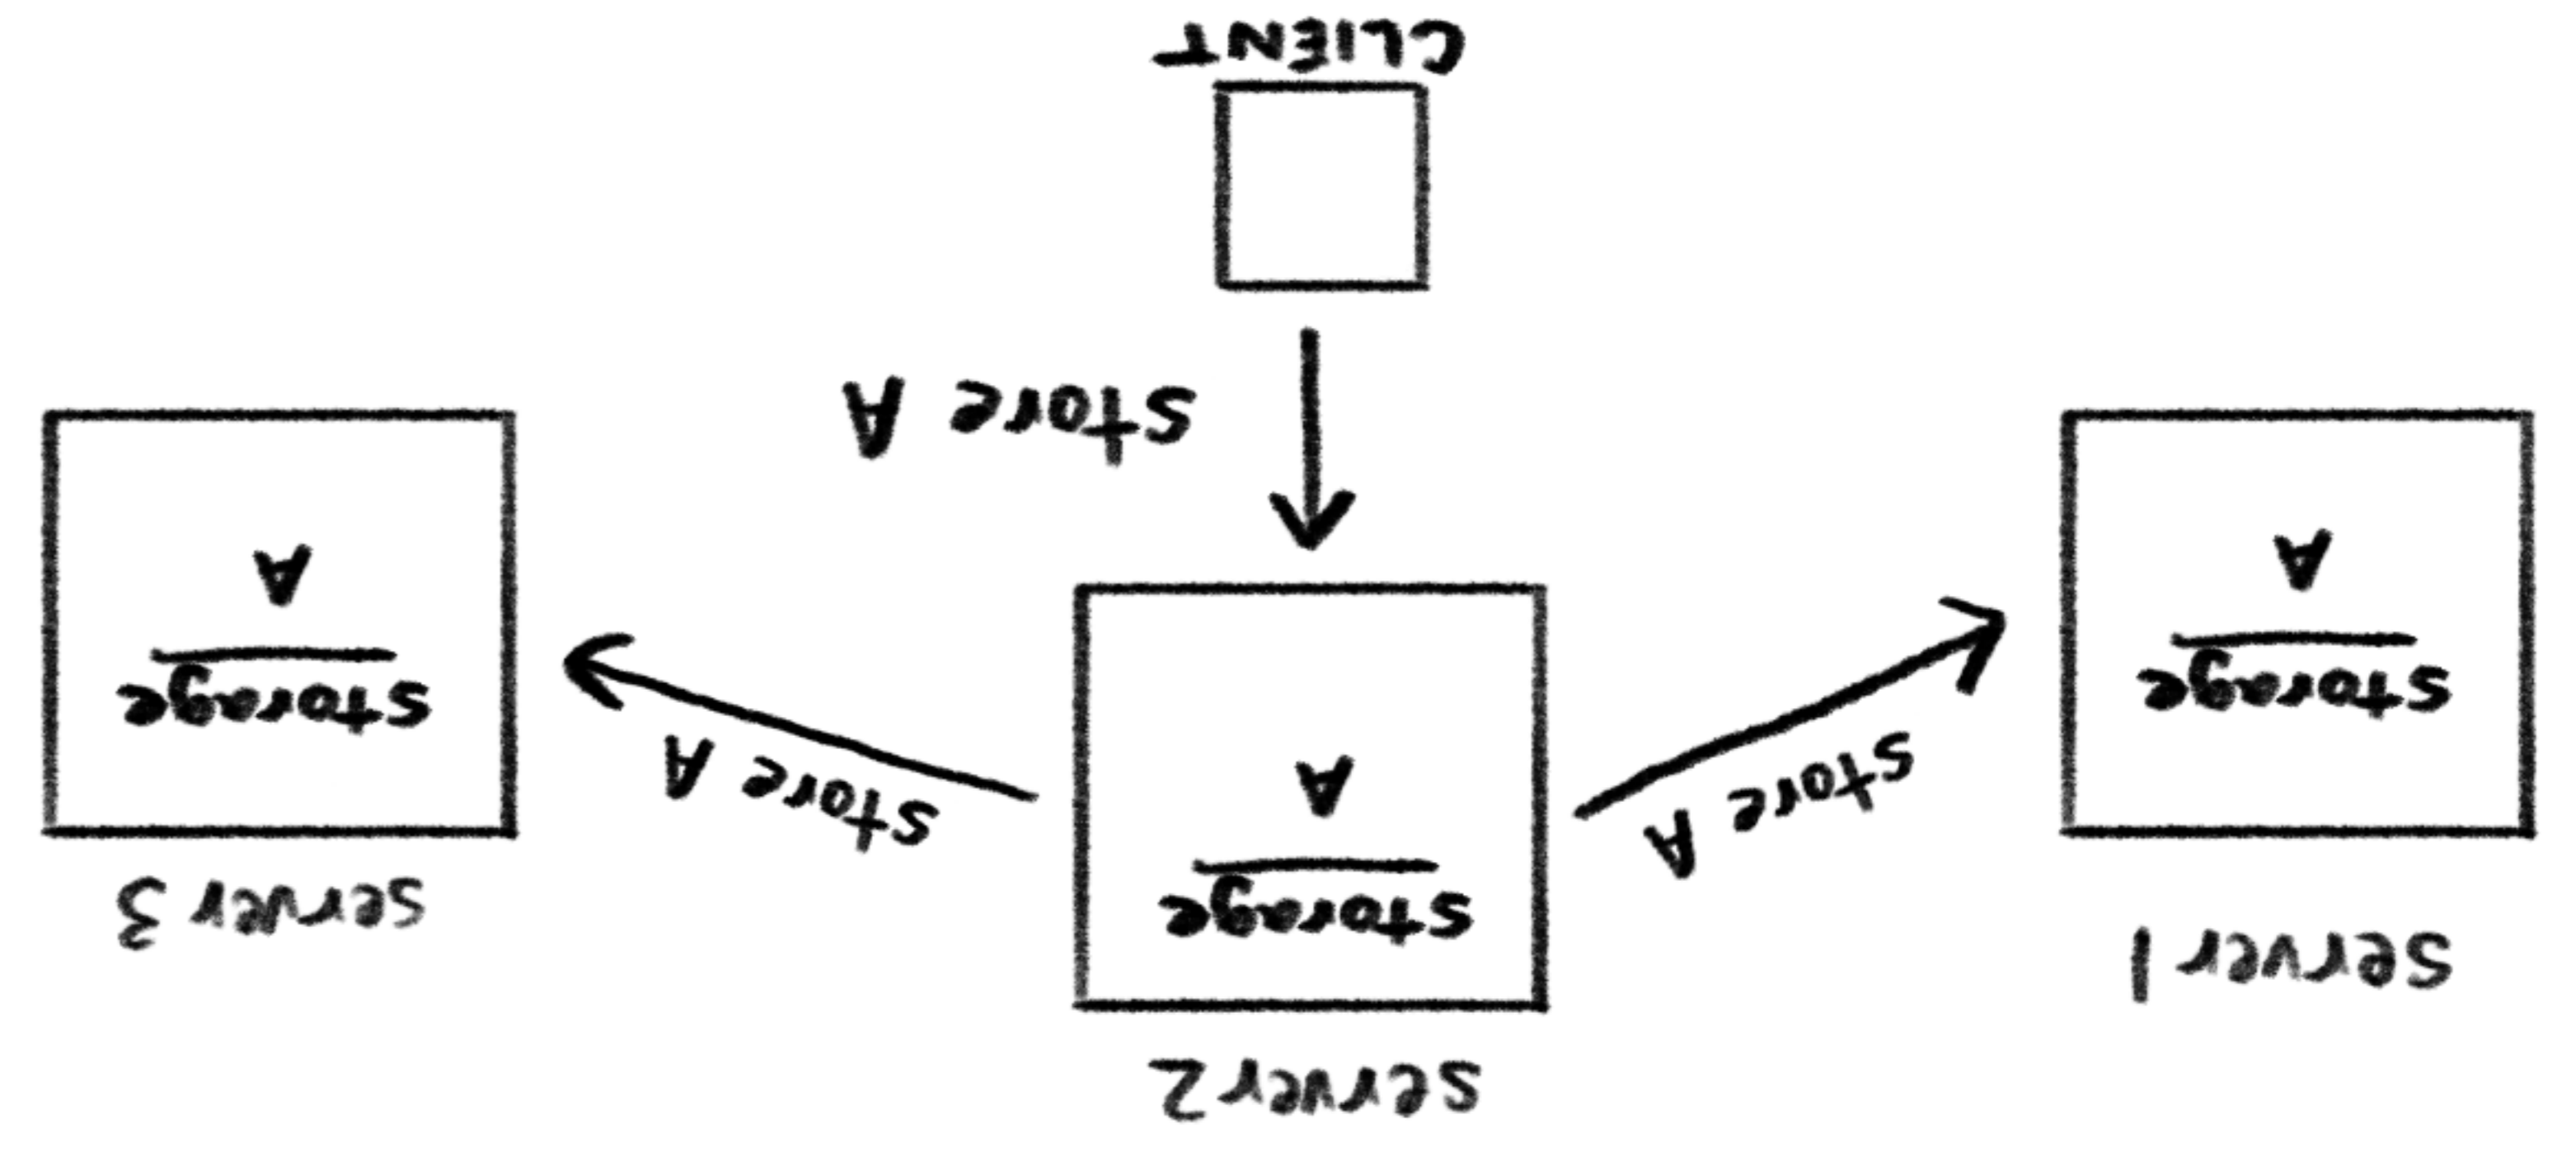 server 2
server 1
server 3
storage
A
storage
A
storage
A
store A
store A
store A
CLIENT